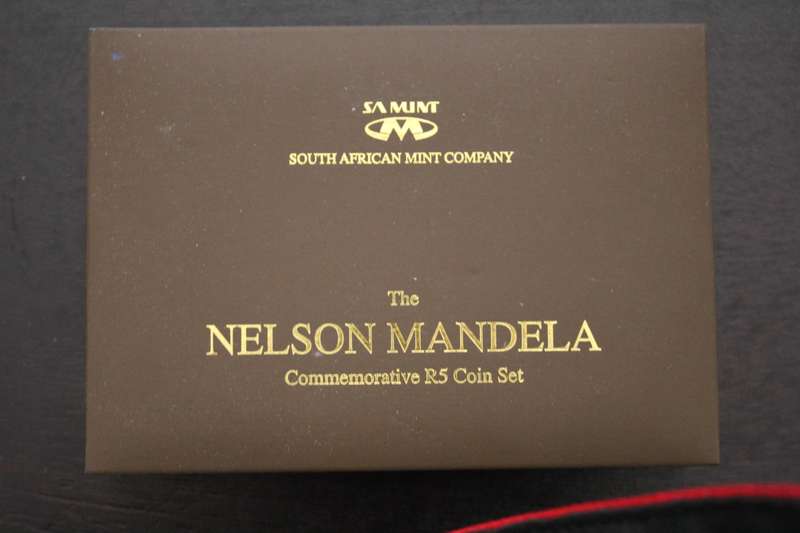 SA MINT
SOUTH AFRICAN MINT COMPANY
The
NELSON MANDELA
Commemorative R5 Coin Set